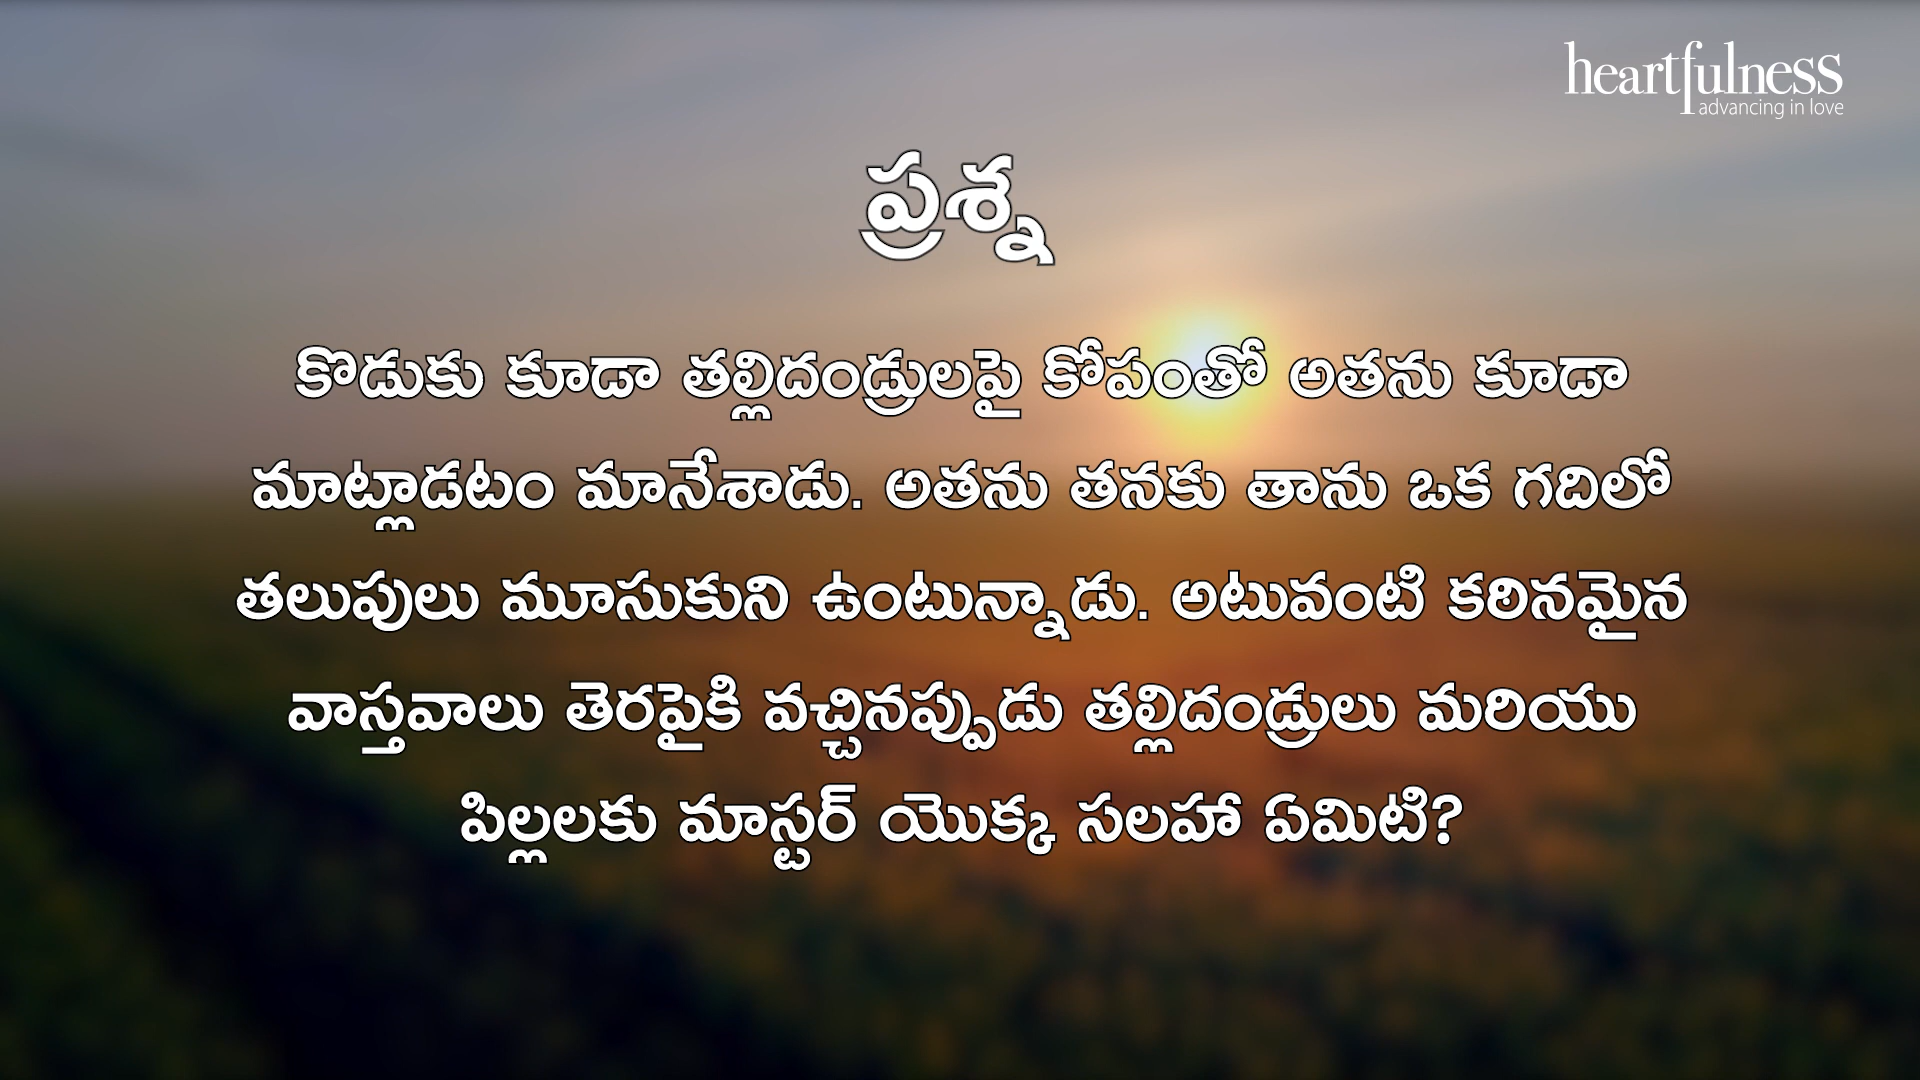 heartfulness
advancing in love
ప్రశ్న
కొడుకు కూడా తల్లిదండ్రులపై కోపంతో అతను కూడా
మాట్లాడటం మానేశాడు. అతను తనకు తాను ఒక గదిలో
తలుపులు మూసుకుని ఉంటున్నాడు. అటువంటి కఠినమైన
వాస్తవాలు తెరపైకి వచ్చినప్పుడు తల్లిదండ్రులు మరియు
పిల్లలకు మాస్టర్ యొక్క సలహా ఏమిటి?